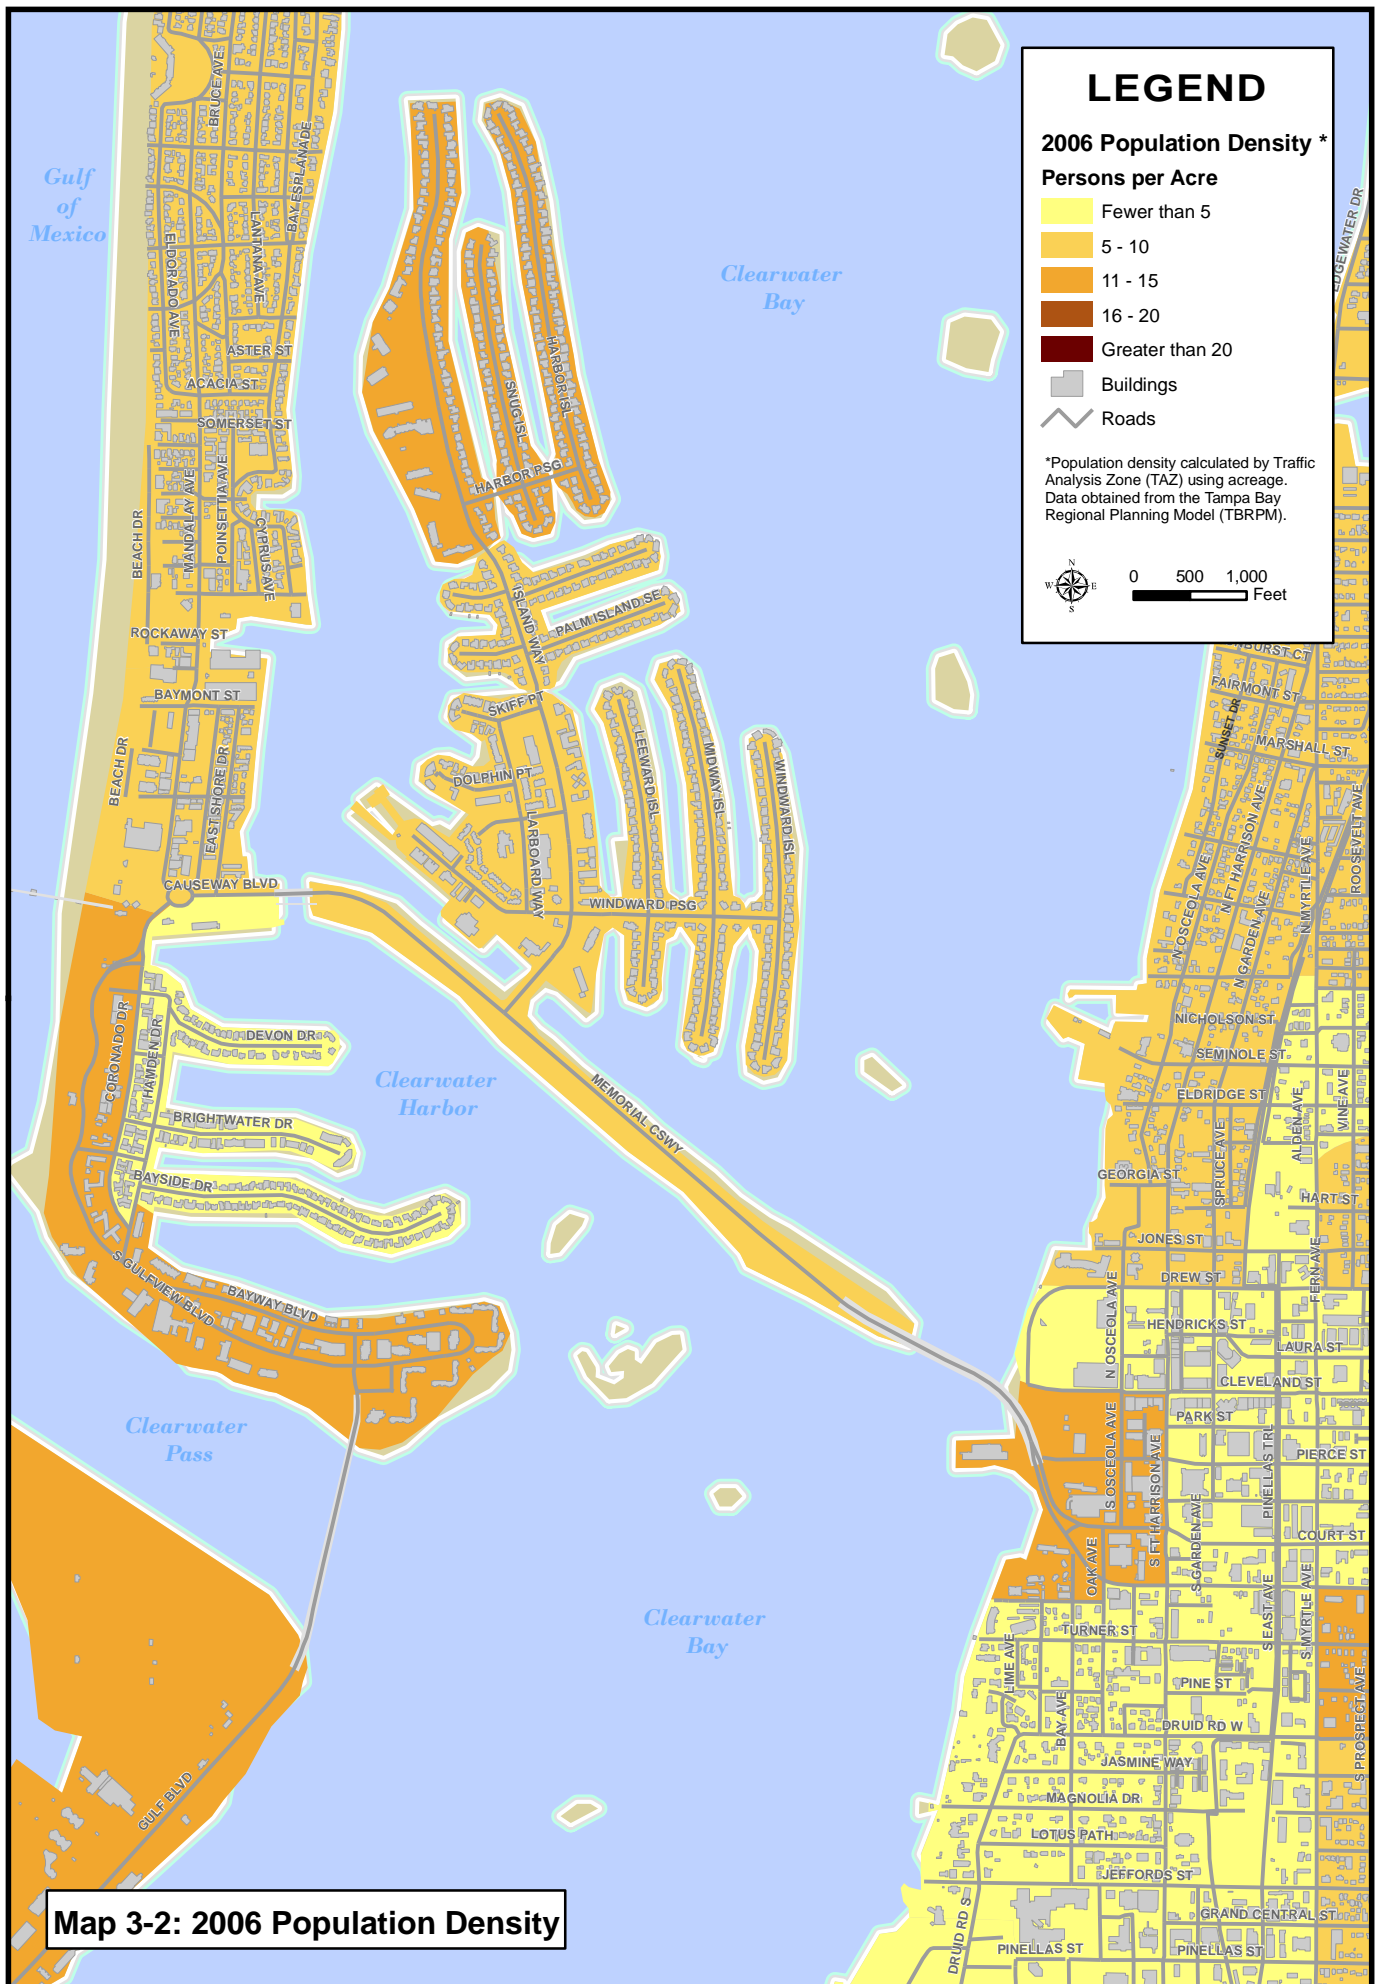 LEGEND
2006 Population Density *
Persons per Acre
Fewer than 5
5 - 10
11 - 15
16 - 20
Greater than 20
Buildings
Roads
*Population density calculated by Traffic
Analysis Zone (TAZ) using acreage.
Data obtained from the Tampa Bay
Regional Planning Model (TBRPM).
N
W E
S
0 500 1,000
Feet
Gulf
of
Mexico
Clearwater
Bay
Clearwater
Harbor
Clearwater
Pass
Clearwater
Bay
BRUCE AVE
BAY ESPLANADE
LANTANA AVE
ELDORADO AVE
ASTER ST
ACACIA ST
SOMERSET ST
MANDALAY AVE
POINSETTIA AVE
CYPRUS AVE
BEACH DR
ROCKAWAY ST
BAYMONT ST
BEACH DR
EAST SHORE DR
CAUSEWAY BLVD
HARBOR ISL
SNUG ISL
HARBOR PSG
ISLAND WAY
PALM ISLAND SE
SKIFF PT
DOLPHIN PT
LARBOARD WAY
LEEWARD ISL
MIDWAY ISL
WINDWARD ISL
WINDWARD PSG
MEMORIAL CSWY
CORONADO DR
HAMDEN DR
DEVON DR
BRIGHTWATER DR
BAYSIDE DR
S GULFVIEW BLVD
BAYWAY BLVD
GULF BLVD
EDGEWATER DR
FAIRMONT ST
SUNSET DR
MARSHALL ST
ROOSEVELT AVE
N OSCEOLA AVE
N FT HARRISON AVE
N GARDEN AVE
N MYRTLE AVE
NICHOLSON ST
SEMINOLE ST
ELDRIDGE ST
ALDEN AVE
VINE AVE
SPRUCE AVE
GEORGIA ST
HART ST
JONES ST
DREW ST
FERN AVE
N OSCEOLA AVE
HENDRICKS ST
LAURA ST
CLEVELAND ST
PARK ST
PIERCE ST
S OSCEOLA AVE
S FT HARRISON AVE
S GARDEN AVE
PINELLAS TRL
COURT ST
OAK AVE
S EAST AVE
S MYRTLE AVE
TURNER ST
LIME AVE
PINE ST
BAY AVE
DRUID RD W
S PROSPECT AVE
JASMINE WAY
MAGNOLIA DR
LOTUS PATH
JEFFORDS ST
GRAND CENTRAL ST
DRUID RD S
PINELLAS ST
PINELLAS ST
Map 3-2: 2006 Population Density